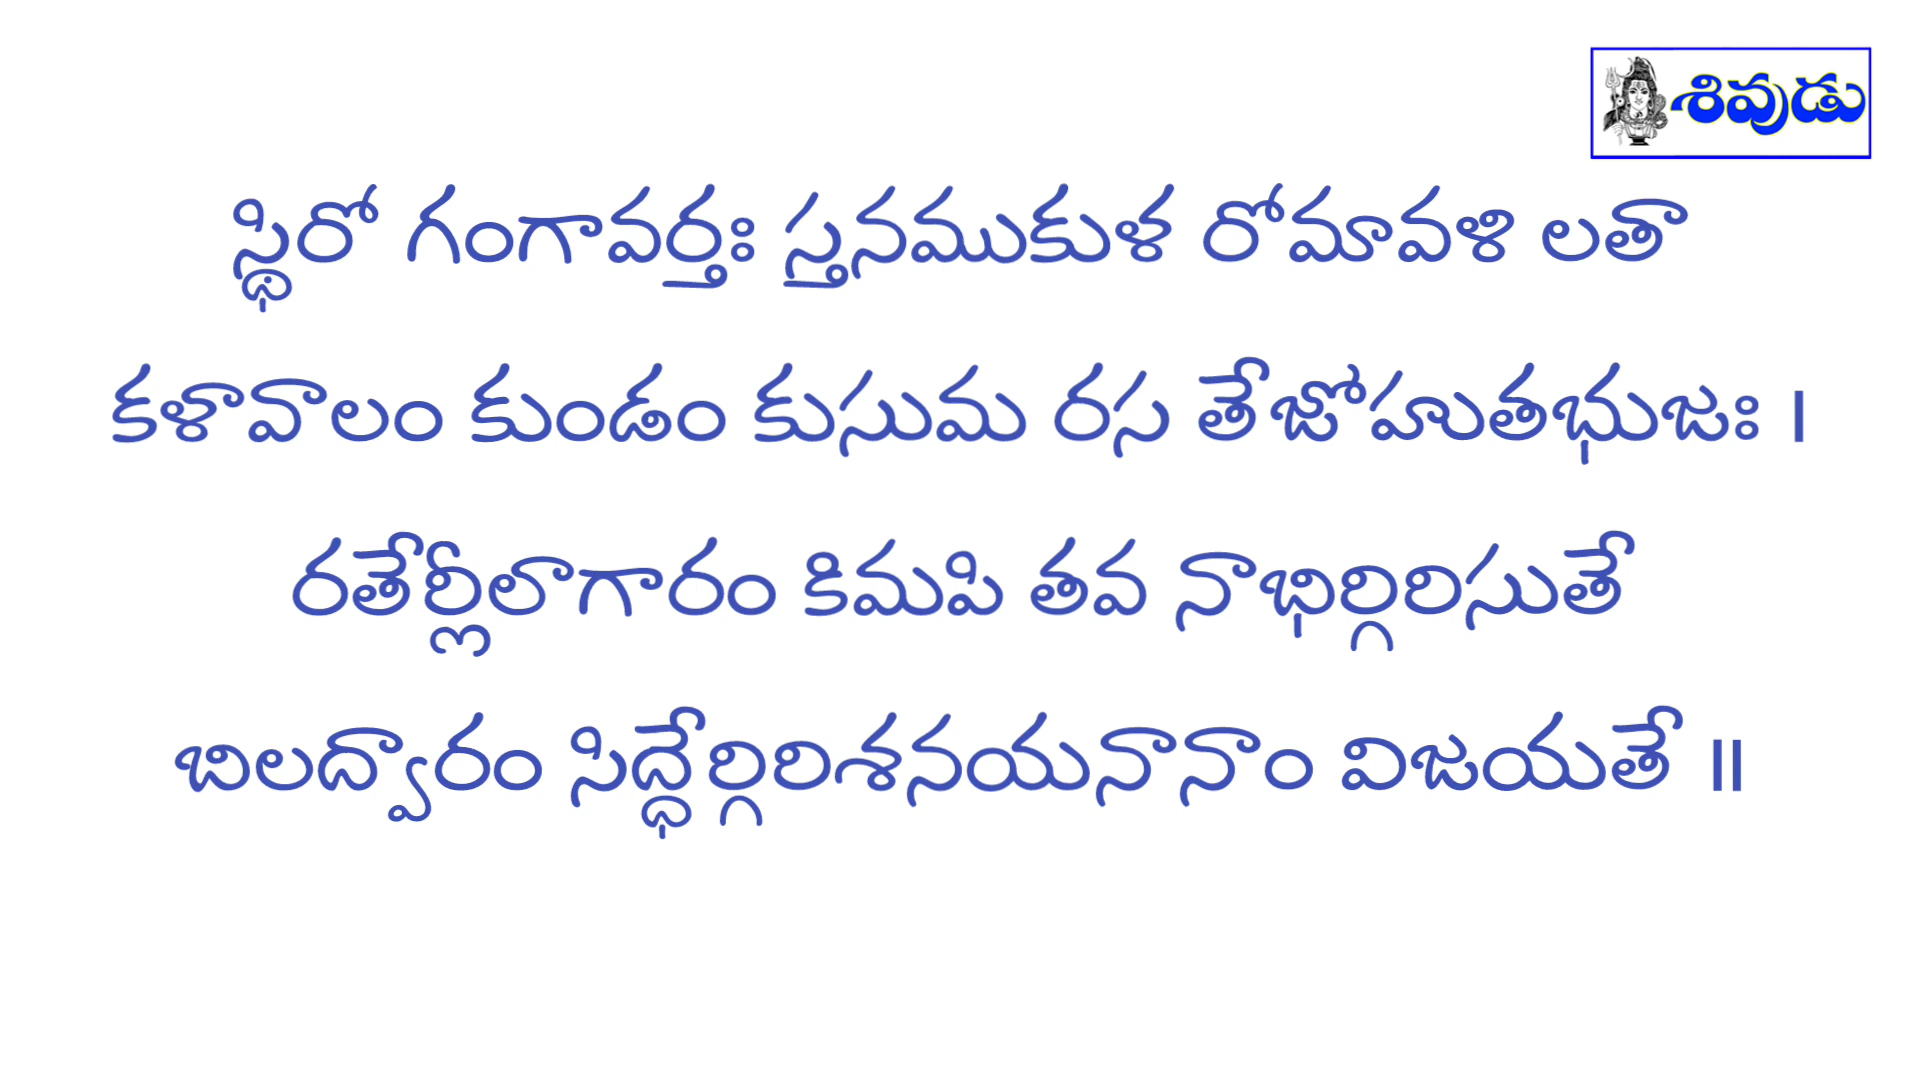 శివుడు
స్థిరో గంగావర్తః స్తనముకుళ రోమావళి లతా
కళావాలం కుండం కుసుమ రస తేజోహుతభుజః ।
రతేర్లీలాగారం కిమపి తవ నాభిర్గిరిసుతే
బిలద్వారం సిద్ధేర్గిరిశనయనానాం విజయతే ॥